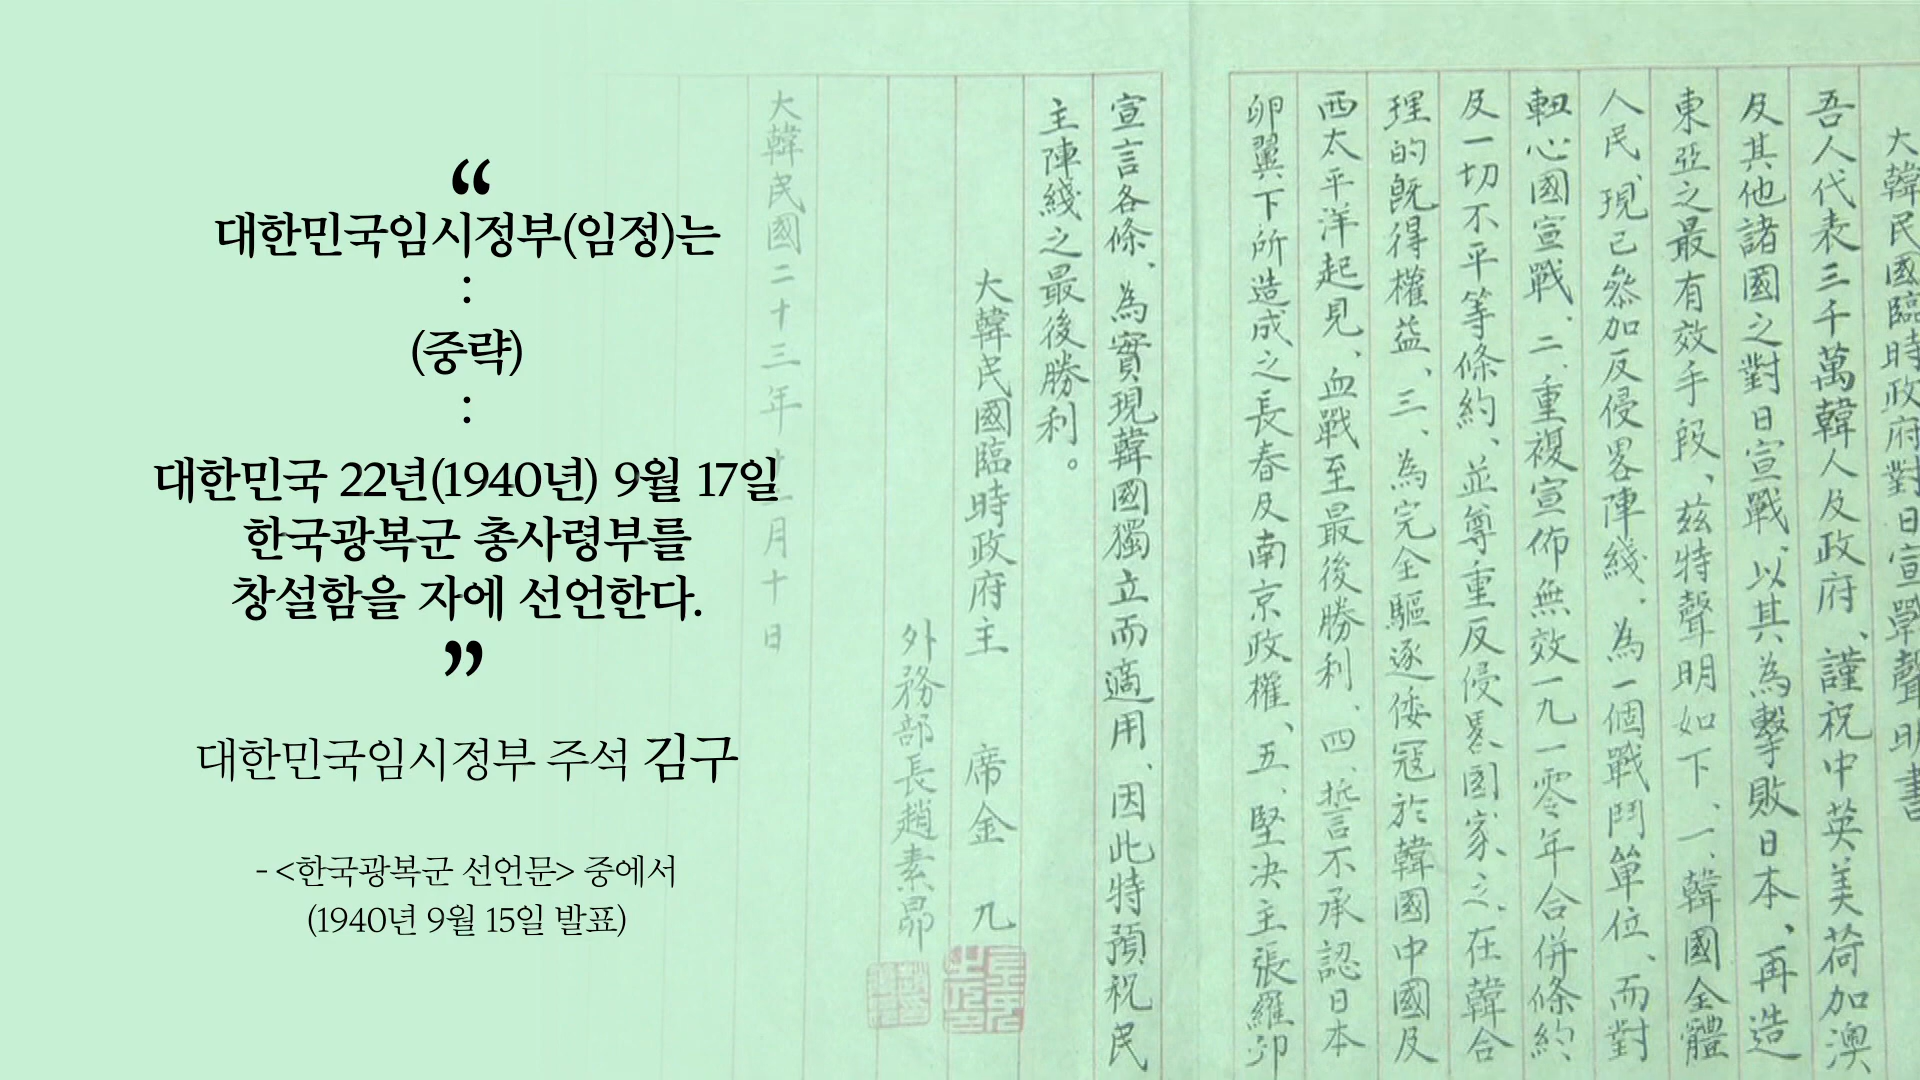 “
대한민국임시정부(임정)는
:
(중략)
:
대한민국 22년(1940년) 9월 17일
한국광복군 총사령부를
창설함을 자에 선언한다.
”
대한민국임시정부 주석 김구
- <한국광복군 선언문> 중에서
(1940년 9월 15일 발표)
大韓民國臨時政府對日宣戰聲明書
吾人代表三千萬韓人及政府、謹祝中英美荷加澳
及其他諸國之對日宣戰、以其為擊敗日本、再造
東亞之最有效手段、茲特聲明如下、一、韓國全體
人民、現已參加反侵畧陣綫、為一個戰鬥單位、而對
軸心國宣戰、二、重複宣佈無效一九一零年合併條約
及一切不平等條約、並尊重反侵畧國家之在韓合
理的既得權益、三、為完全驅逐倭寇於韓國中國及
西太平洋起見、血戰至最後勝利、四、誓不承認日本
卵翼下所造成之長春及南京政權、五、堅决主張羅邱
宣言各條、為實現韓國獨立而適用、因此特預祝民
主陣綫之最後勝利。
大韓民國臨時政府主 席金 九
外務部長趙素昻
大韓民國二十三年十二月十日